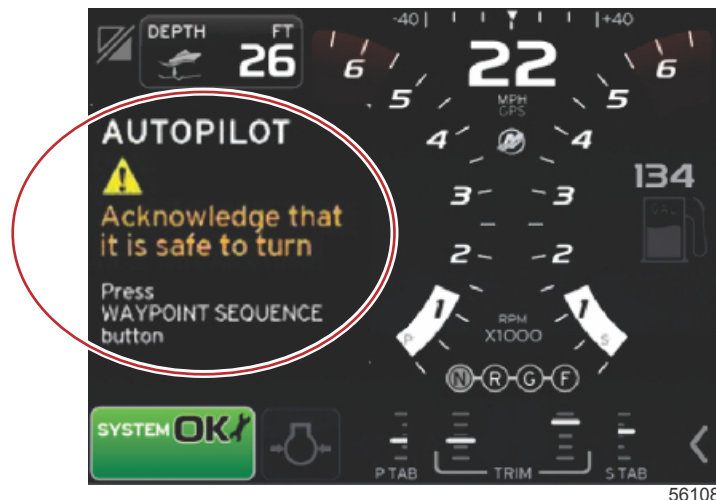 DEPTH FT
26
AUTOPILOT
Acknowledge that
it is safe to turn
Press
WAYPOINT SEQUENCE
button
SYSTEM OK
-40 +40
22
MPH
GPS
6 6
5 5
4 4
3 3
2 2
1 1
P S
RPM
X1000
N R G F
134
P TAB TRIM S TAB
56108